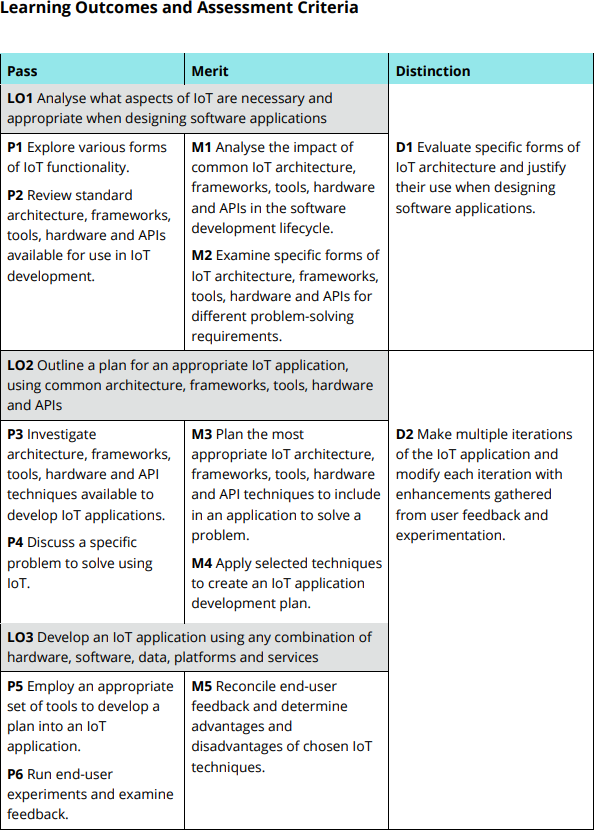 Learning Outcomes and Assessment Criteria
Pass
Merit
Distinction
LO1 Analyse what aspects of IoT are necessary and
appropriate when designing software applications
P1 Explore various forms
of IoT functionality.
P2 Review standard
architecture, frameworks,
tools, hardware and APIs
available for use in IoT
development.
M1 Analyse the impact of
common IoT architecture,
frameworks, tools, hardware
and APIs in the software
development lifecycle.
M2 Examine specific forms of
IoT architecture, frameworks,
tools, hardware and APIs for
different problem-solving
requirements.
D1 Evaluate specific forms of
IoT architecture and justify
their use when designing
software applications.
LO2 Outline a plan for an appropriate IoT application,
using common architecture, frameworks, tools, hardware
and APIs
P3 Investigate
architecture, frameworks,
tools, hardware and API
techniques available to
develop IoT applications.
P4 Discuss a specific
problem to solve using
IoT.
M3 Plan the most
appropriate IoT architecture,
frameworks, tools, hardware
and API techniques to include
in an application to solve a
problem.
M4 Apply selected techniques
to create an IoT application
development plan.
D2 Make multiple iterations
of the IoT application and
modify each iteration with
enhancements gathered
from user feedback and
experimentation.
LO3 Develop an IoT application using any combination of
hardware, software, data, platforms and services
P5 Employ an appropriate
set of tools to develop a
plan into an IoT
application.
P6 Run end-user
experiments and examine
feedback.
M5 Reconcile end-user
feedback and determine
advantages and
disadvantages of chosen IoT
techniques.